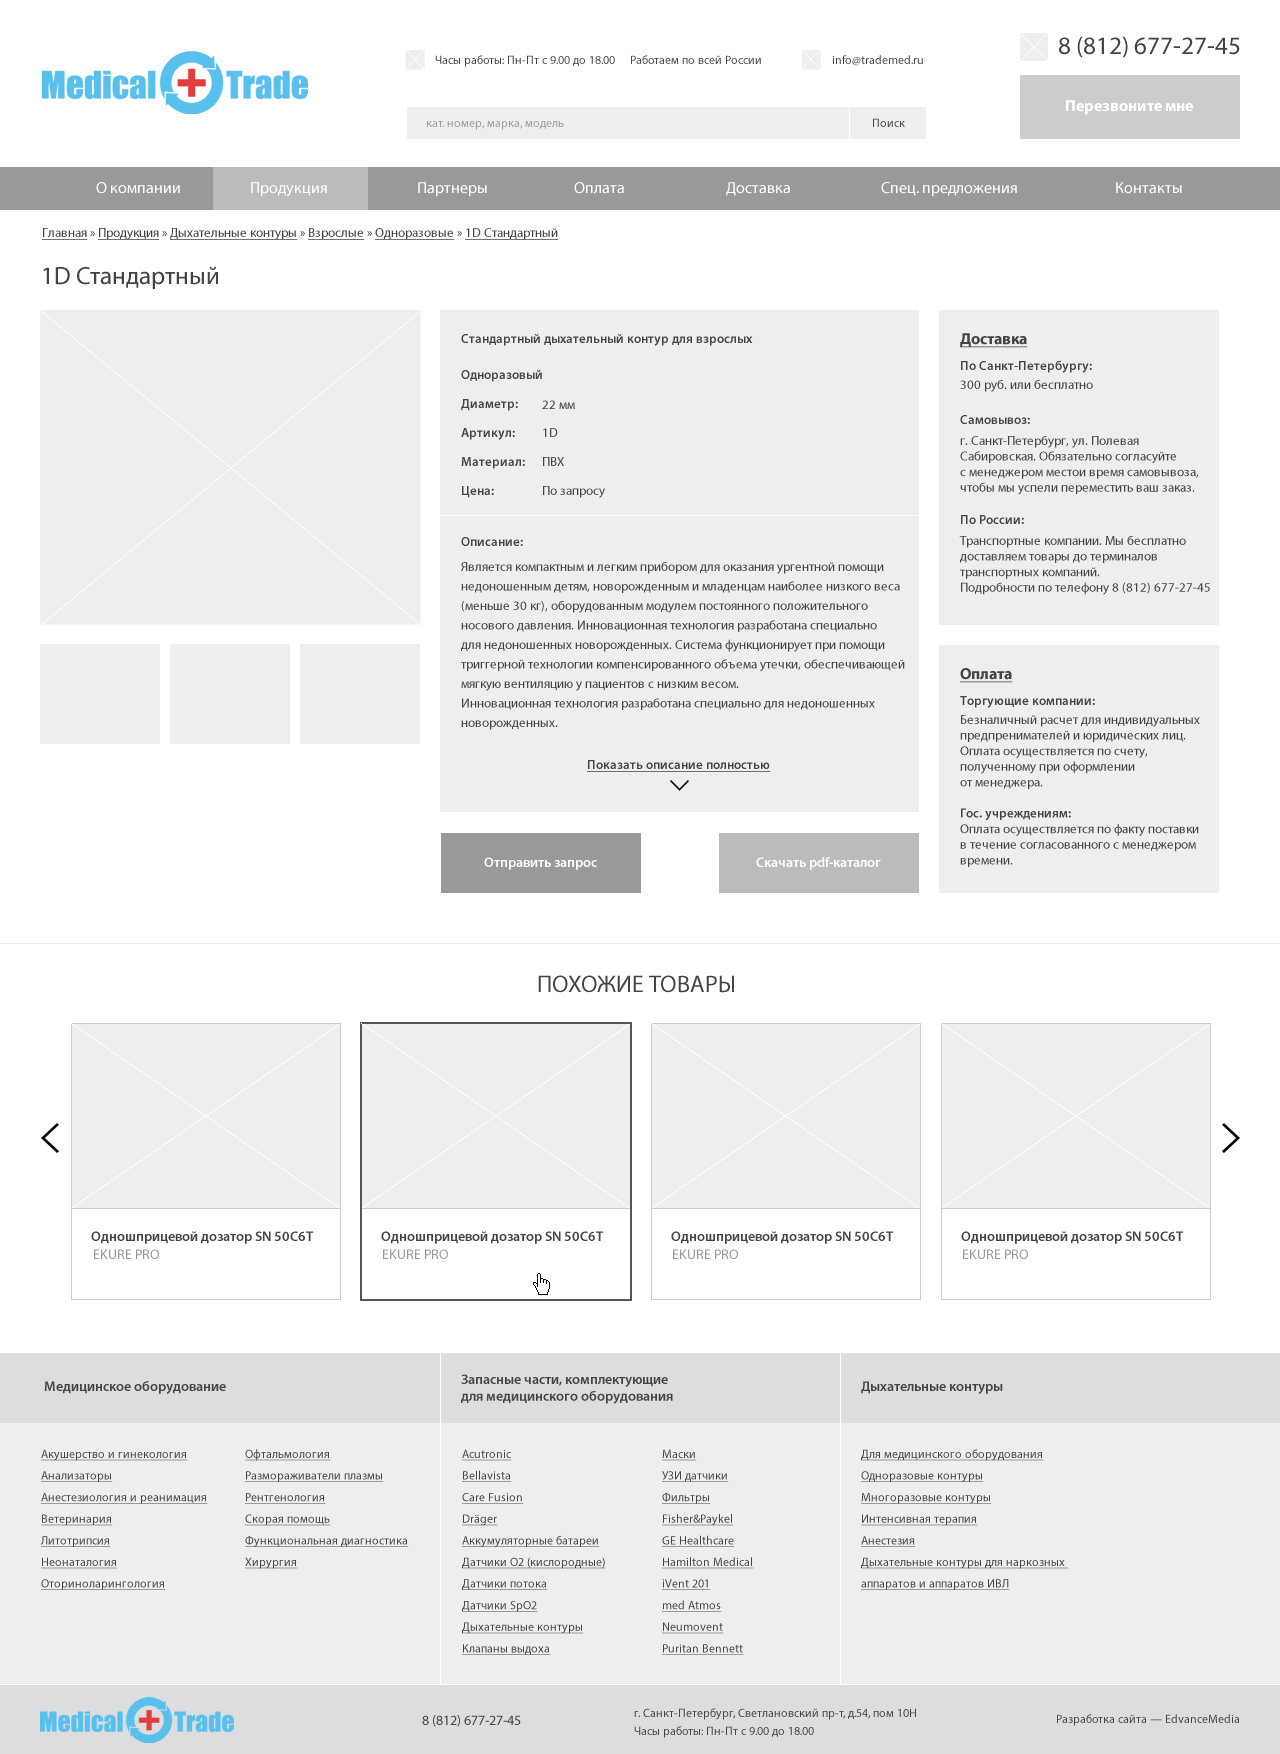 Medical Trade
Часы работы: Пн-Пт с 9.00 до 18.00
Работаем по всей России
info@trademed.ru
8 (812) 677-27-45
кат. номер, марка, модель
Поиск
Перезвоните мне
О компании
Продукция
Партнеры
Оплата
Доставка
Спец. предложения
Контакты
Главная » Продукция » Дыхательные контуры » Взрослые » Одноразовые » 1D Стандартный
1D Стандартный
Стандартный дыхательный контур для взрослых
Одноразовый
Диаметр: 22 мм
Артикул: 1D
Материал: ПВХ
Цена: По запросу
Описание:
Является компактным и легким прибором для оказания ургентной помощи
недоношенным детям, новорожденным и младенцам наиболее низкого веса
(меньше 30 кг), оборудованным модулем постоянного положительного
носового давления. Инновационная технология разработана специально
для недоношенных новорожденных. Система функционирует при помощи
триггерной технологии компенсированного объема утечки, обеспечивающей
мягкую вентиляцию у пациентов с низким весом.
Инновационная технология разработана специально для недоношенных
новорожденных.
Показать описание полностью
Отправить запрос
Скачать pdf-каталог
Доставка
По Санкт-Петербургу:
300 руб. или бесплатно
Самовывоз:
г. Санкт-Петербург, ул. Полевая
Сабировская. Обязательно согласуйте
с менеджером местои время самовывоза,
чтобы мы успели переместить ваш заказ.
По России:
Транспортные компании. Мы бесплатно
доставляем товары до терминалов
транспортных компаний.
Подробности по телефону 8 (812) 677-27-45
Оплата
Торгующие компании:
Безналичный расчет для индивидуальных
предпренимателей и юридических лиц.
Оплата осуществляется по счету,
полученному при оформлении
от менеджера.
Гос. учреждениям:
Оплата осуществляется по факту поставки
в течение согласованного с менеджером
времени.
ПОХОЖИЕ ТОВАРЫ
Одношприцевой дозатор SN 50C6T
EKURE PRO
Одношприцевой дозатор SN 50C6T
EKURE PRO
Одношприцевой дозатор SN 50C6T
EKURE PRO
Одношприцевой дозатор SN 50C6T
EKURE PRO
Медицинское оборудование
Акушерство и гинекология
Анализаторы
Анестезиология и реанимация
Ветеринария
Литотрипсия
Неонаталогия
Оториноларингология
Офтальмология
Размораживатели плазмы
Рентгенология
Скорая помощь
Функциональная диагностика
Хирургия
Запасные части, комплектующие
для медицинского оборудования
Acutronic
Bellavista
Care Fusion
Dräger
Аккумуляторные батареи
Датчики О2 (кислородные)
Датчики потока
Датчики SpO2
Дыхательные контуры
Клапаны выдоха
Маски
УЗИ датчики
Фильтры
Fisher&Paykel
GE Healthcare
Hamilton Medical
iVent 201
med Atmos
Neumovent
Puritan Bennett
Дыхательные контуры
Для медицинского оборудования
Одноразовые контуры
Многоразовые контуры
Интенсивная терапия
Анестезия
Дыхательные контуры для наркозных
аппаратов и аппаратов ИВЛ
Medical Trade
8 (812) 677-27-45
г. Санкт-Петербург, Светлановский пр-т, д.54, пом 10Н
Часы работы: Пн-Пт с 9.00 до 18.00
Разработка сайта — EdvanceMedia